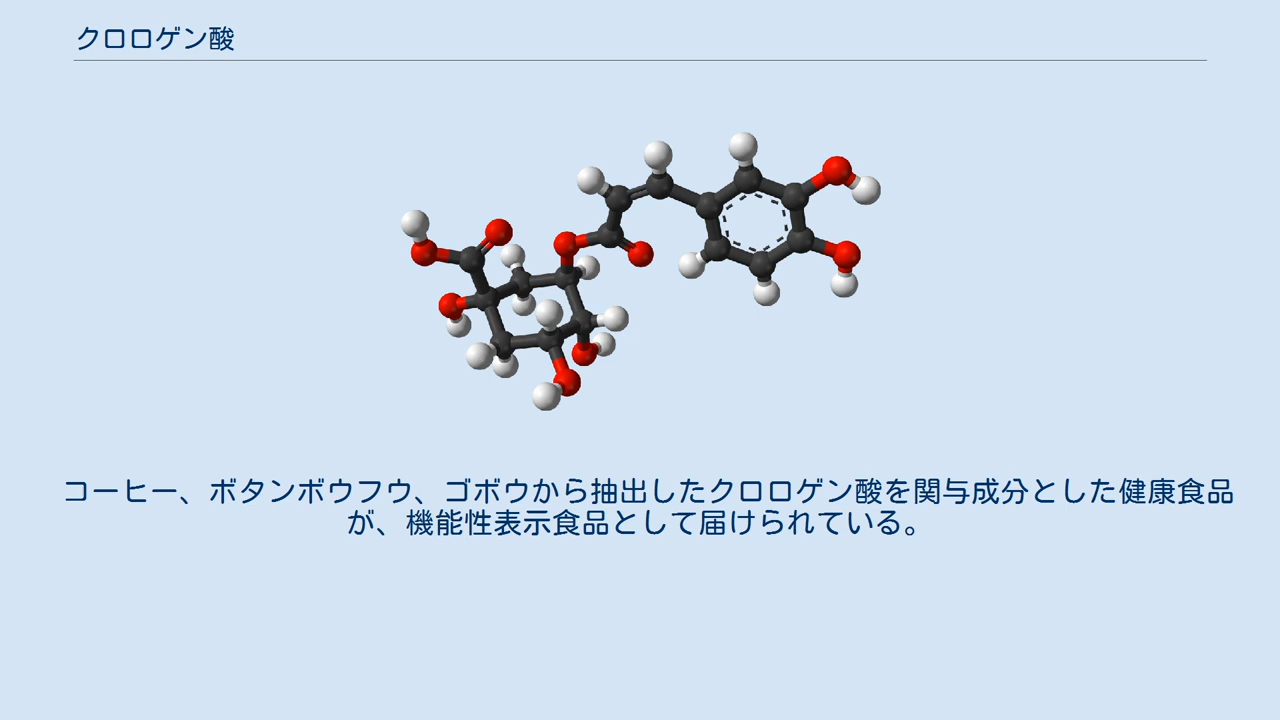 クロロゲン酸
コーヒー、ボタンボウフウ、ゴボウから抽出したクロロゲン酸を関与成分とした健康食品
が、機能性表示食品として届けられている。